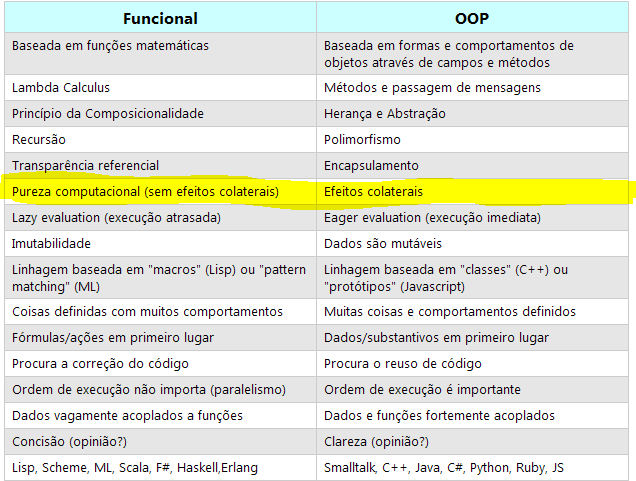 Funcional OOP
Baseada em funções matemáticas Baseada em formas e comportamentos de
objetos através de campos e métodos
Lambda Calculus Métodos e passagem de mensagens
Princípio da Composicionalidade Herança e Abstração
Recursão Polimorfismo
Transparência referencial Encapsulamento
Pureza computacional (sem efeitos colaterais) Efeitos colaterais
Lazy evaluation (execução atrasada) Eager evaluation (execução imediata)
Imutabilidade Dados são mutáveis
Linhagem baseada em "macros" (Lisp) ou "pattern Linhagem baseada em "classes" (C++) ou
matching" (ML) "protótipos" (Javascript)
Coisas definidas com muitos comportamentos Muitas coisas e comportamentos definidos
Fórmulas/ações em primeiro lugar Dados/substantivos em primeiro lugar
Procura a correção do código Procura o reuso de código
Ordem de execução não importa (paralelismo) Ordem de execução é importante
Dados vagamente acoplados a funções Dados e funções fortemente acoplados
Concisão (opinião?) Clareza (opinião?)
Lisp, Scheme, ML, Scala, F#, Haskell,Erlang Smalltalk, C++, Java, C#, Python, Ruby, JS